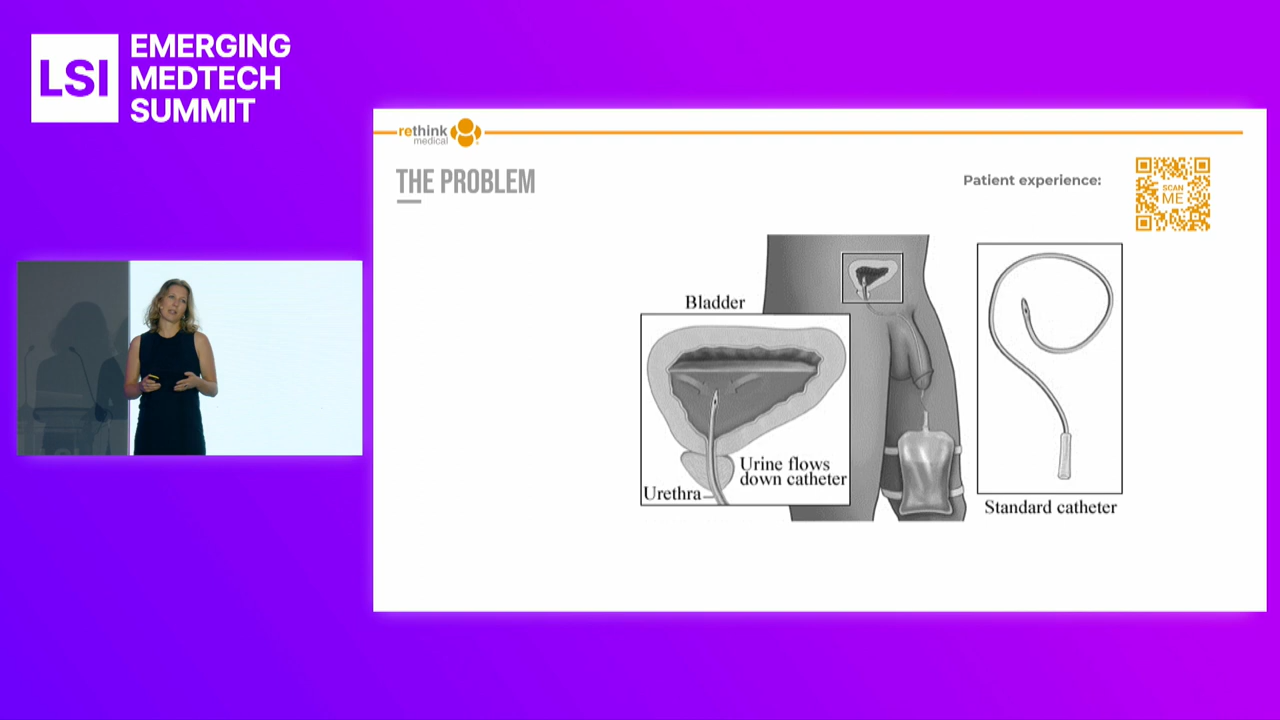 LSI
EMERGING
MEDTECH
SUMMIT
rethink
medical
THE PROBLEM
Patient experience:
SCAN
ME
Bladder
Urine flows
down catheter
Urethra
Standard catheter